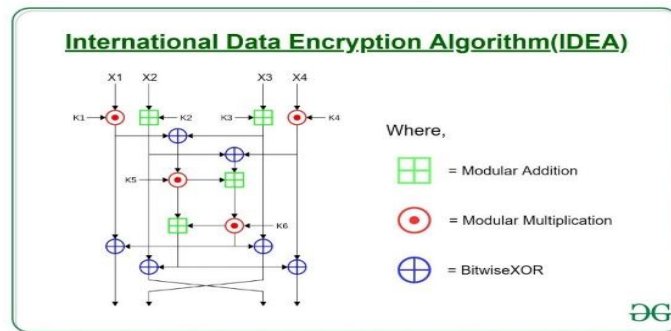 International Data Encryption Algorithm(IDEA)
X1 X2 X3 X4
K1 K2 K3 K4
Where,
= Modular Addition
K5
= Modular Multiplication
K6
= BitwiseXOR